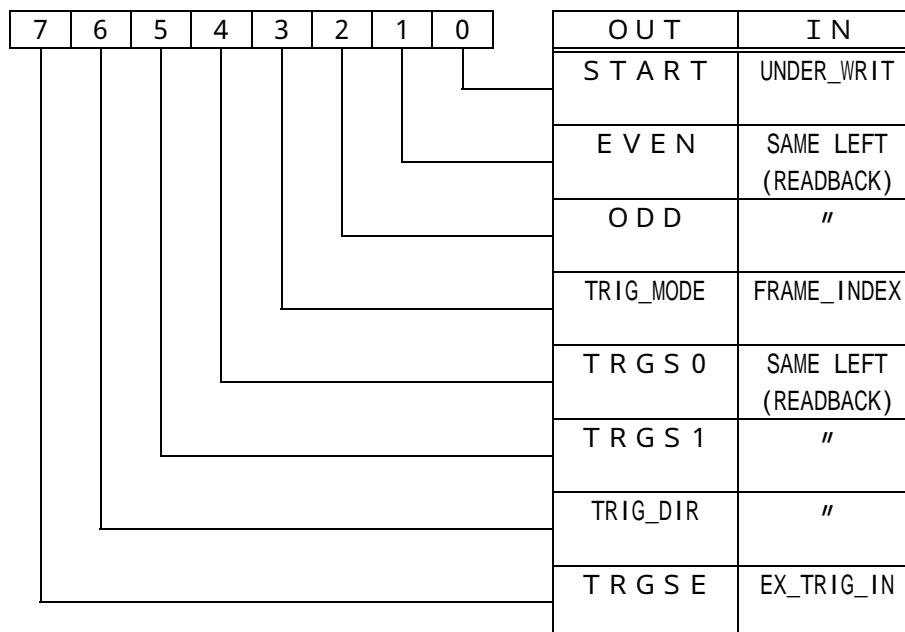 7 6 5 4 3 2 1 0
OUT IN
START UNDER_WRIT
EVEN SAME LEFT
(READBACK)
ODD 〃
TRIG_MODE FRAME_INDEX
TRGS0 SAME LEFT
(READBACK)
TRGS1 〃
TRIG_DIR 〃
TRGSE EX_TRIG_IN